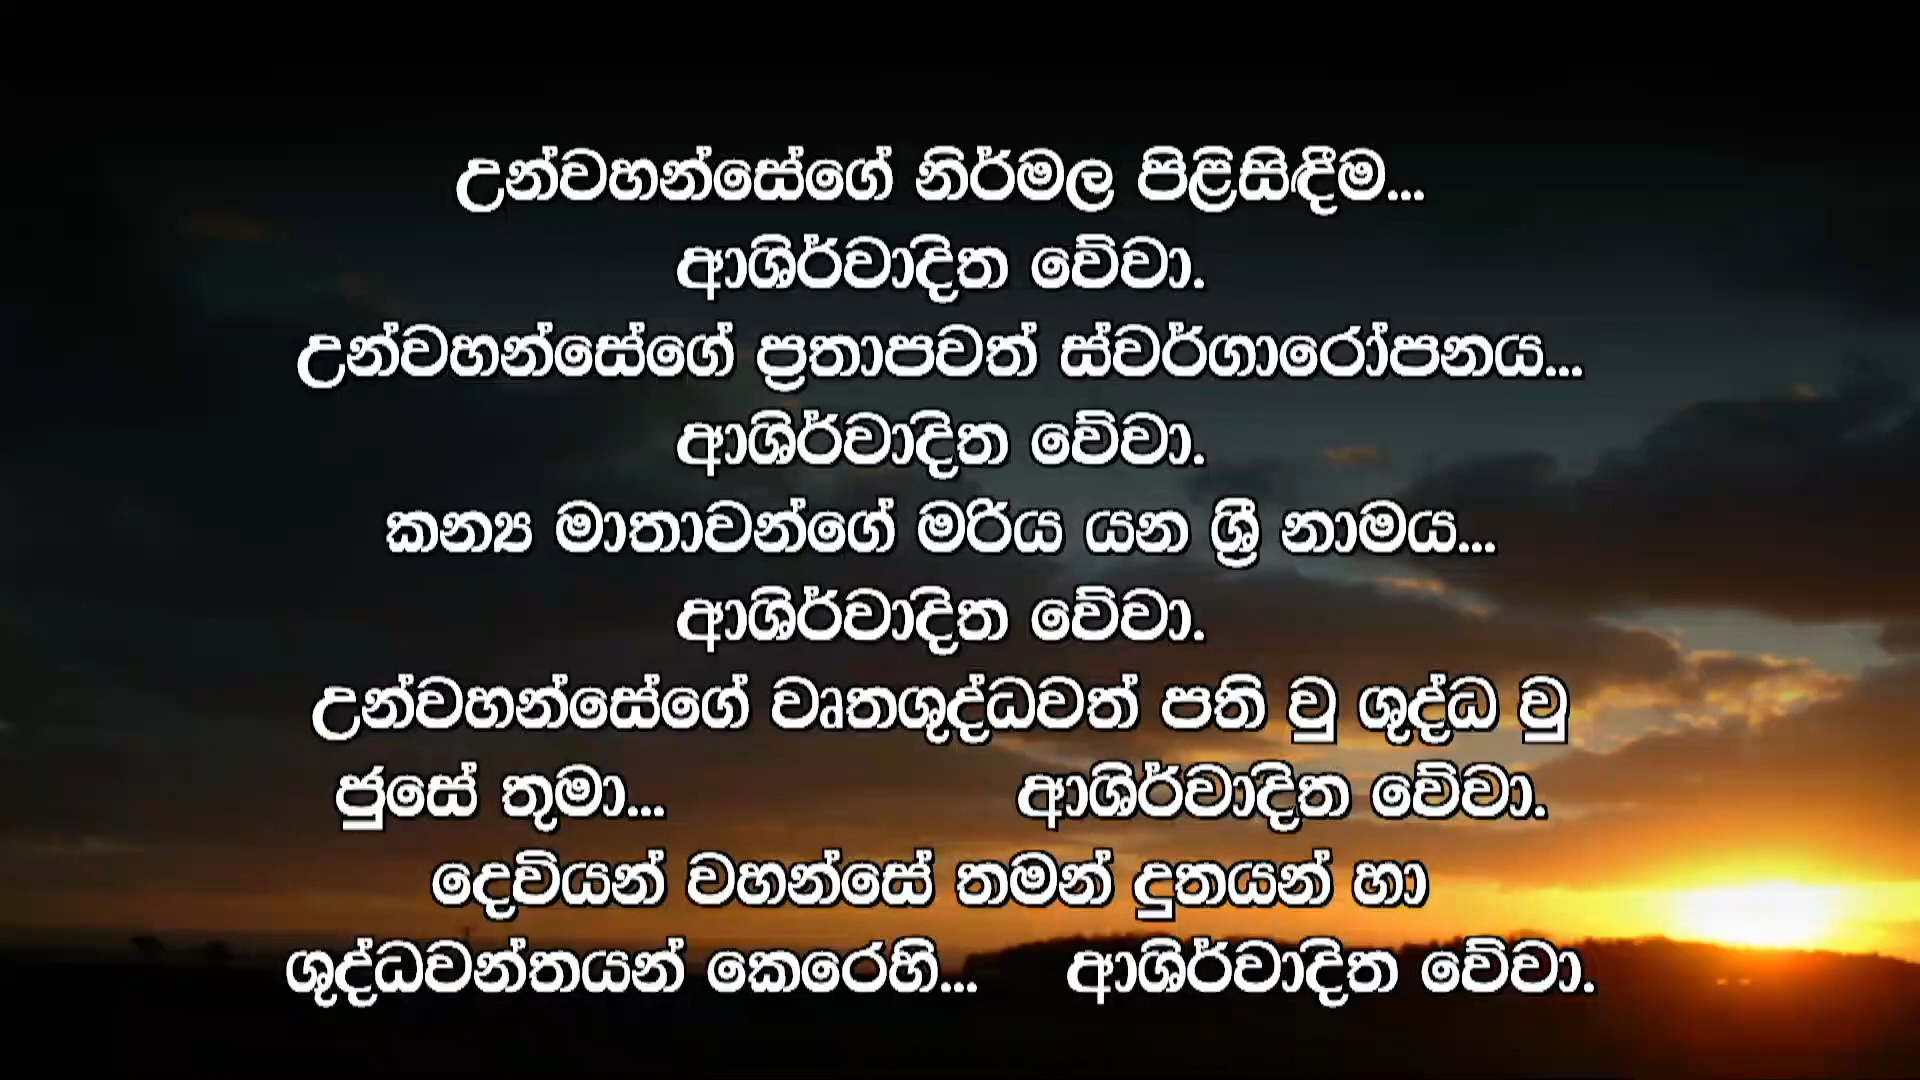 උන්වහන්සේගේ නිර්මල පිළිසිඳීම...
ආශිර්වාදිත වේවා.
උන්වහන්සේගේ ප්‍රතාපවත් ස්වර්ගාරෝපනය...
ආශිර්වාදිත වේවා.
කන්‍ය මාතාවන්ගේ මරිය යන ශ්‍රී නාමය...
ආශිර්වාදිත වේවා.
උන්වහන්සේගේ වෘතශුද්ධවත් පති වූ ශුද්ධ වූ
ජුසේ තුමා... ආශිර්වාදිත වේවා.
දෙවියන් වහන්සේ තමන් දූතයන් හා
ශුද්ධවන්තයන් කෙරෙහි... ආශිර්වාදිත වේවා.